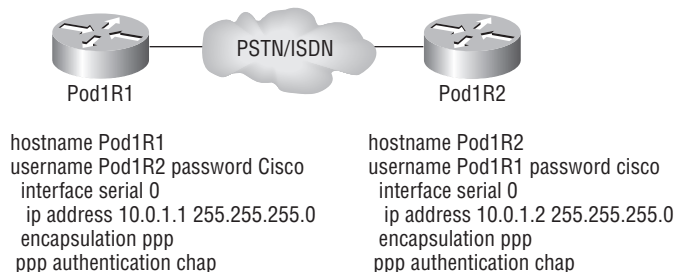 PSTN/ISDN
Pod1R1
Pod1R2
hostname Pod1R1
username Pod1R2 password Cisco
interface serial 0
ip address 10.0.1.1 255.255.255.0
encapsulation ppp
ppp authentication chap
hostname Pod1R2
username Pod1R1 password cisco
interface serial 0
ip address 10.0.1.2 255.255.255.0
encapsulation ppp
ppp authentication chap